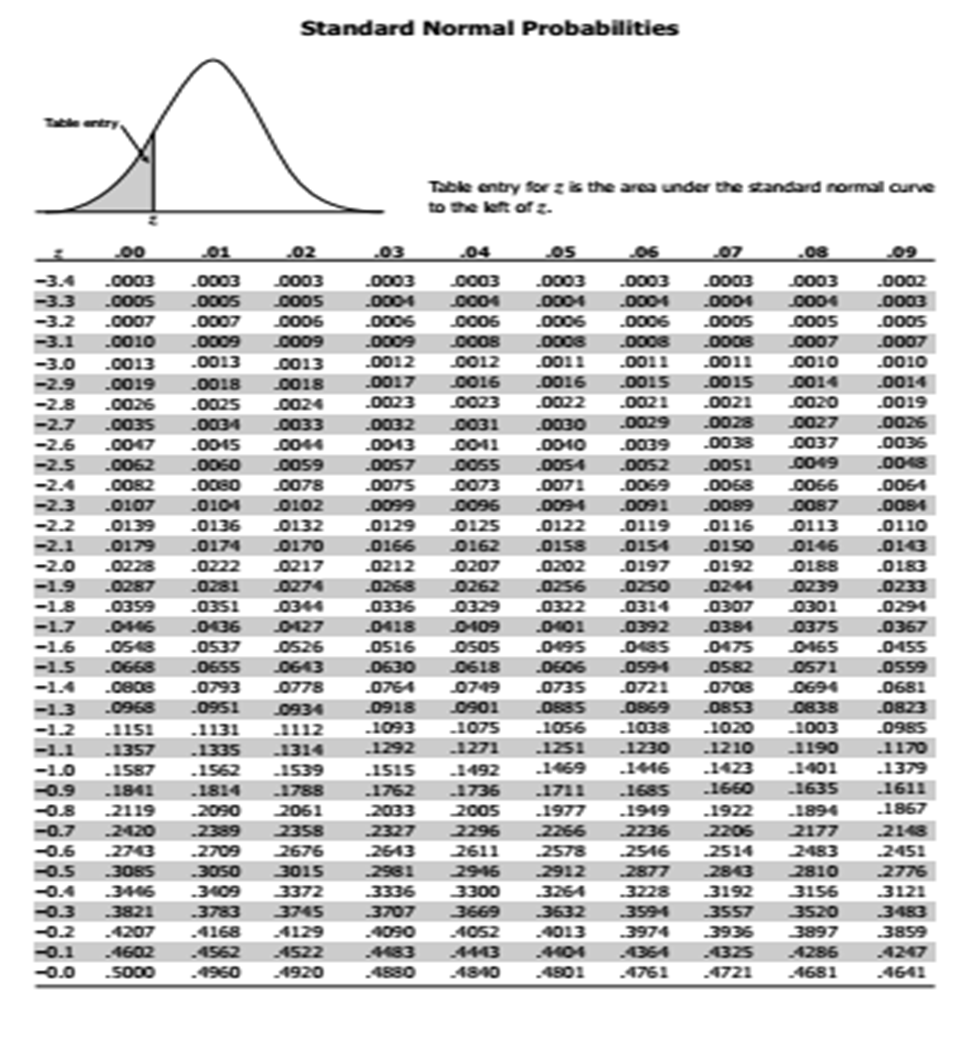 Standard Normal Probabilities
Table entry
Table entry for z is the area under the standard normal curve
to the left of z.
z
z .00 .01 .02 .03 .04 .05 .06 .07 .08 .09
−3.4 .0003 .0003 .0003 .0003 .0003 .0003 .0003 .0003 .0003 .0002
−3.3 .0005 .0005 .0005 .0004 .0004 .0004 .0004 .0004 .0004 .0003
−3.2 .0007 .0007 .0006 .0006 .0006 .0006 .0006 .0005 .0005 .0005
−3.1 .0010 .0009 .0009 .0009 .0008 .0008 .0008 .0008 .0007 .0007
−3.0 .0013 .0013 .0013 .0012 .0012 .0011 .0011 .0011 .0010 .0010
−2.9 .0019 .0018 .0018 .0017 .0016 .0016 .0015 .0015 .0014 .0014
−2.8 .0026 .0025 .0024 .0023 .0023 .0022 .0021 .0021 .0020 .0019
−2.7 .0035 .0034 .0033 .0032 .0031 .0030 .0029 .0028 .0027 .0026
−2.6 .0047 .0045 .0044 .0043 .0041 .0040 .0039 .0038 .0037 .0036
−2.5 .0062 .0060 .0059 .0057 .0055 .0054 .0052 .0051 .0049 .0048
−2.4 .0082 .0080 .0078 .0075 .0073 .0071 .0069 .0068 .0066 .0064
−2.3 .0107 .0104 .0102 .0099 .0096 .0094 .0091 .0089 .0087 .0084
−2.2 .0139 .0136 .0132 .0129 .0125 .0122 .0119 .0116 .0113 .0110
−2.1 .0179 .0174 .0170 .0166 .0162 .0158 .0154 .0150 .0146 .0143
−2.0 .0228 .0222 .0217 .0212 .0207 .0202 .0197 .0192 .0188 .0183
−1.9 .0287 .0281 .0274 .0268 .0262 .0256 .0250 .0244 .0239 .0233
−1.8 .0359 .0351 .0344 .0336 .0329 .0322 .0314 .0307 .0301 .0294
−1.7 .0446 .0436 .0427 .0418 .0409 .0401 .0392 .0384 .0375 .0367
−1.6 .0548 .0537 .0526 .0516 .0505 .0495 .0485 .0475 .0465 .0455
−1.5 .0668 .0655 .0643 .0630 .0618 .0606 .0594 .0582 .0571 .0559
−1.4 .0808 .0793 .0778 .0764 .0749 .0735 .0721 .0708 .0694 .0681
−1.3 .0968 .0951 .0934 .0918 .0901 .0885 .0869 .0853 .0838 .0823
−1.2 .1151 .1131 .1112 .1093 .1075 .1056 .1038 .1020 .1003 .0985
−1.1 .1357 .1335 .1314 .1292 .1271 .1251 .1230 .1210 .1190 .1170
−1.0 .1587 .1562 .1539 .1515 .1492 .1469 .1446 .1423 .1401 .1379
−0.9 .1841 .1814 .1788 .1762 .1736 .1711 .1685 .1660 .1635 .1611
−0.8 .2119 .2090 .2061 .2033 .2005 .1977 .1949 .1922 .1894 .1867
−0.7 .2420 .2389 .2358 .2327 .2296 .2266 .2236 .2206 .2177 .2148
−0.6 .2743 .2709 .2676 .2643 .2611 .2578 .2546 .2514 .2483 .2451
−0.5 .3085 .3050 .3015 .2981 .2946 .2912 .2877 .2843 .2810 .2776
−0.4 .3446 .3409 .3372 .3336 .3300 .3264 .3228 .3192 .3156 .3121
−0.3 .3821 .3783 .3745 .3707 .3669 .3632 .3594 .3557 .3520 .3483
−0.2 .4207 .4168 .4129 .4090 .4052 .4013 .3974 .3936 .3897 .3859
−0.1 .4602 .4562 .4522 .4483 .4443 .4404 .4364 .4325 .4286 .4247
−0.0 .5000 .4960 .4920 .4880 .4840 .4801 .4761 .4721 .4681 .4641